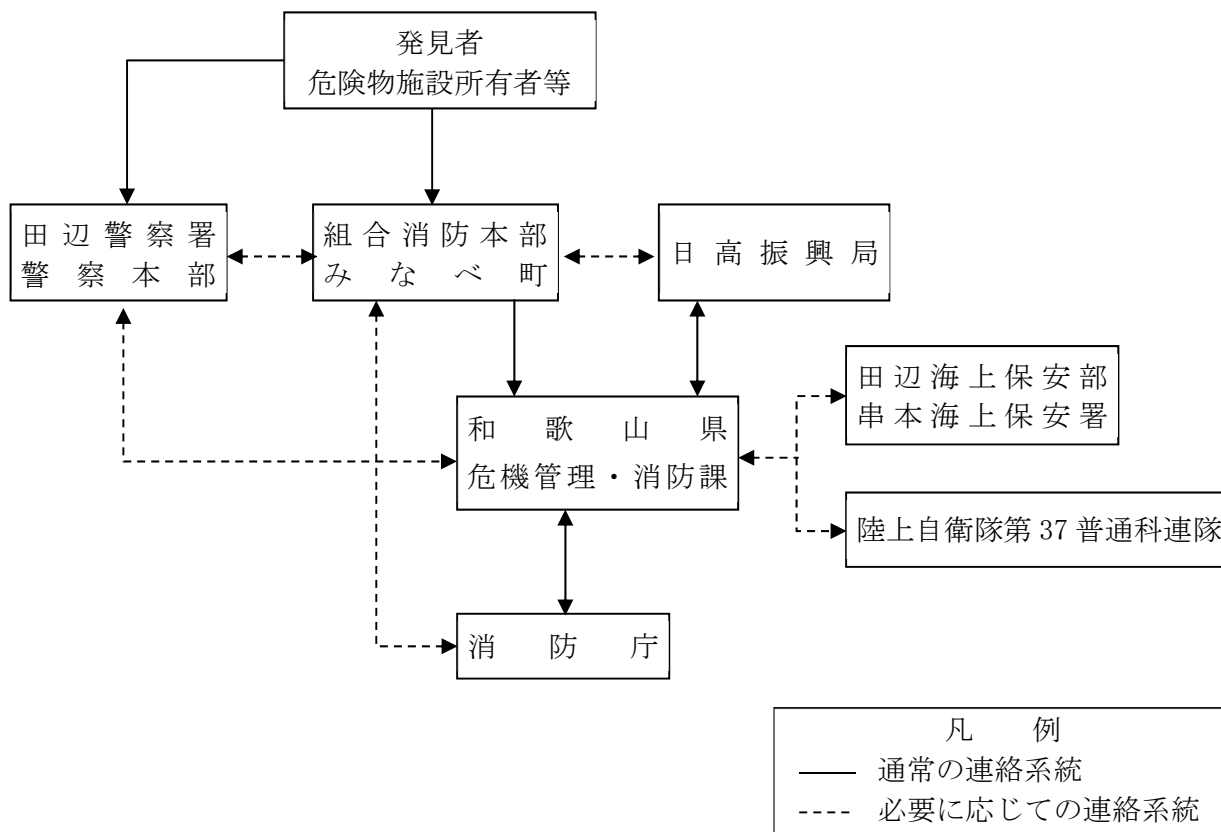 発見者
危険物施設所有者等
田辺警察署
警察本部
組合消防本部
みなべ町
日高振興局
田辺海上保安部
串本海上保安署
和歌山県
危機管理・消防課
陸上自衛隊第37普通科連隊
消防庁
凡例
通常の連絡系統
必要に応じての連絡系統